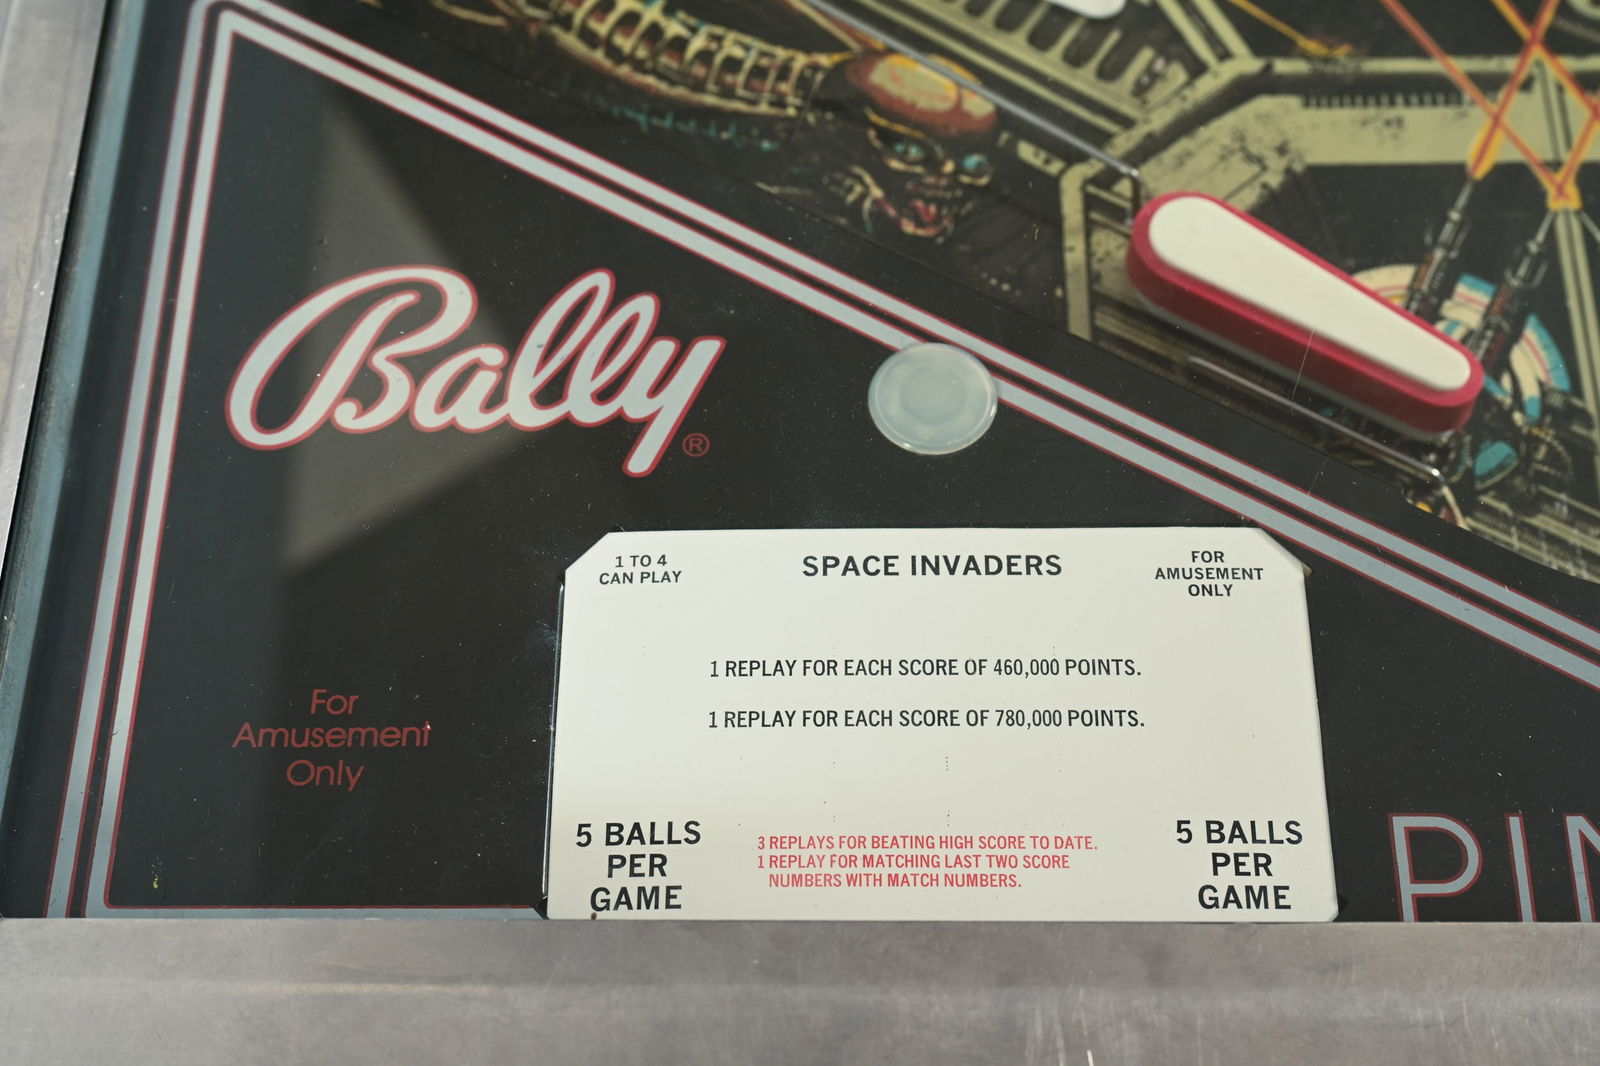 Bally®
1 TO 4
CAN PLAY
SPACE INVADERS
FOR
AMUSEMENT
ONLY
1 REPLAY FOR EACH SCORE OF 460,000 POINTS.
1 REPLAY FOR EACH SCORE OF 780,000 POINTS.
For
Amusement
Only
5 BALLS
PER
GAME
3 REPLAYS FOR BEATING HIGH SCORE TO DATE.
1 REPLAY FOR MATCHING LAST TWO SCORE
NUMBERS WITH MATCH NUMBERS.
5 BALLS
PER
GAME
PIN